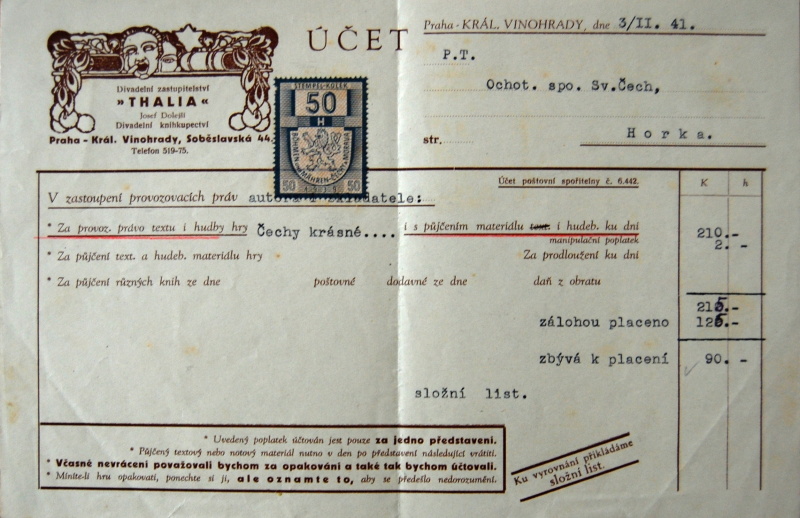 ÚČET
Praha - KRÁL. VINOHRADY, dne 3/II. 41.
P.T.
Ochot. spo. Sv.Čech,
str. Horka.
Divadelní zastupitelství
» THALIA «
Josef Dolejší
Divadelní knihkupectví
Praha - Král. Vinohrady, Soběslavská 44,
Telefon 519-75.
STEMPEL-KOLEK
50
H
BÖHMEN U. MÄHREN-ČECHY A MORAVA
50 50
Účet poštovní spořitelny č. 6.442. K h
V zastoupení provozovacích práv autora i skladatele:
* Za provoz. právo textu i hudby hry Čechy krásné.... i s půjčením materiálu text. i hudeb. ku dni 210.-
manipulační poplatek 2.- -
* Za půjčení text. a hudeb. materiálu hry Za prodloužení ku dni
* Za půjčení různých knih ze dne poštovné dodavné ze dne daň z obratu
215.-
zálohou placeno 125.-
zbývá k placení 90. -
složní list.
* Uvedený poplatek účtován jest pouze za jedno představení.
* Půjčený textový nebo notový materiál nutno v den po představení následující vrátiti.
* Včasné nevrácení považovali bychom za opakování a také tak bychom účtovali.
* Míníte-li hru opakovati, ponechte si ji, ale oznamte to, aby se předešlo nedorozumění.
Ku vyrovnání přikládáme
složní list.